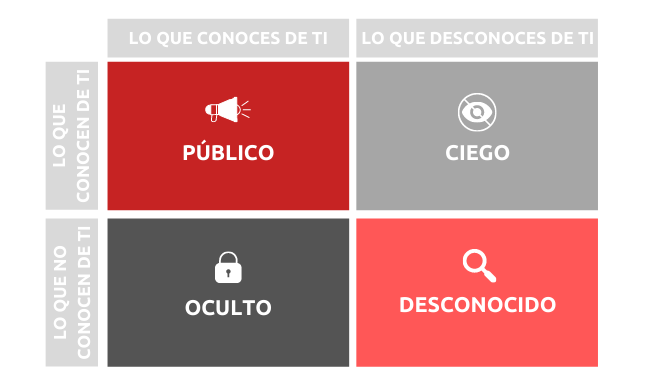 LO QUE CONOCES DE TI
LO QUE DESCONOCES DE TI
LO QUE
CONOCEN DE TI
PÚBLICO
CIEGO
LO QUE NO
CONOCEN DE TI
OCULTO
DESCONOCIDO